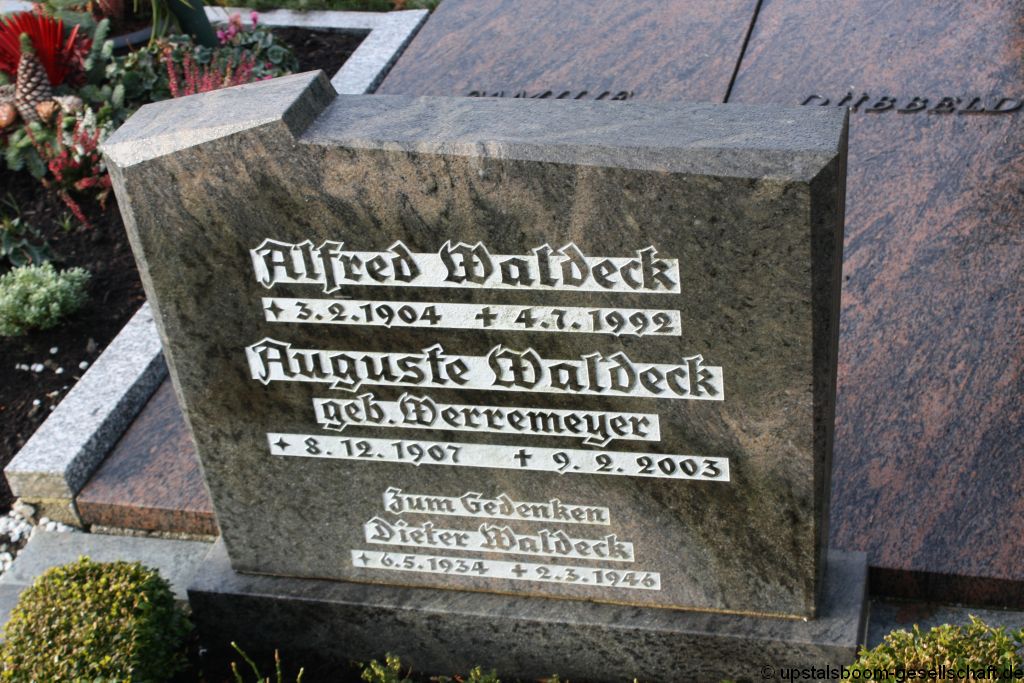 DÜBBELD
Alfred Waldeck
✦ 3.2.1904 ✝ 4.7.1992
Auguste Waldeck
geb. Werremeyer
✦ 8.12.1907 ✝ 9.2.2003
Zum Gedenken
Dieter Waldeck
✦ 6.5.1934 ✝ 2.3.1946
© upstalsboom-gesellschaft.de